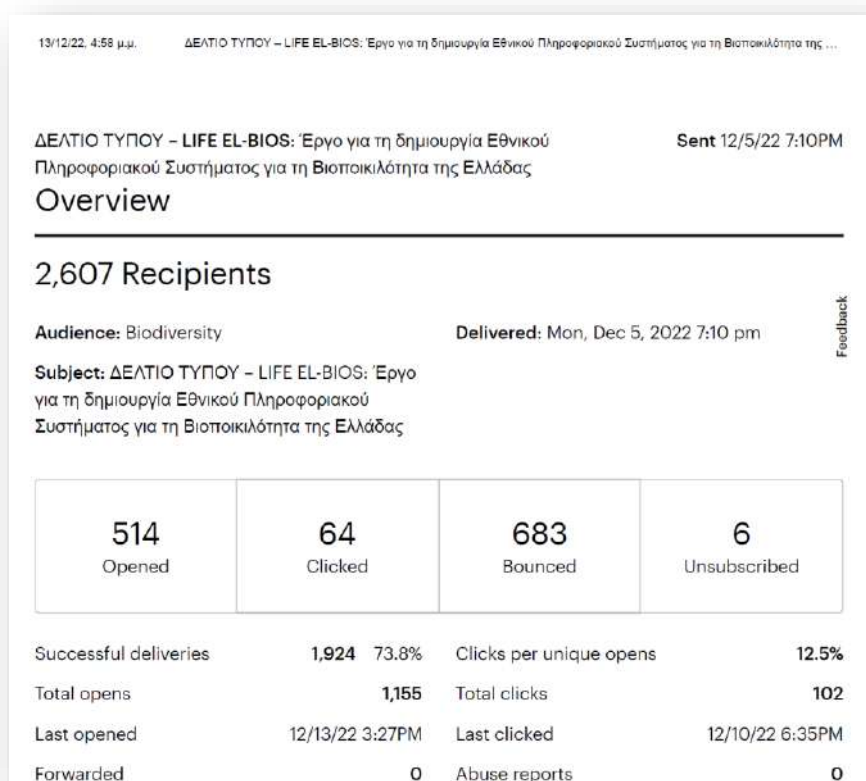 13/12/22, 4:58 μ.μ. ΔΕΛΤΙΟ ΤΥΠΟΥ – LIFE EL-BIOS: Έργο για τη δημιουργία Εθνικού Πληροφοριακού Συστήματος για τη Βιοποικιλότητα της ...
ΔΕΛΤΙΟ ΤΥΠΟΥ – LIFE EL-BIOS: Έργο για τη δημιουργία Εθνικού
Πληροφοριακού Συστήματος για τη Βιοποικιλότητα της Ελλάδας
Sent 12/5/22 7:10PM
Overview
2,607 Recipients
Feedback
Audience: Biodiversity Delivered: Mon, Dec 5, 2022 7:10 pm
Subject: ΔΕΛΤΙΟ ΤΥΠΟΥ – LIFE EL-BIOS: Έργο
για τη δημιουργία Εθνικού Πληροφοριακού
Συστήματος για τη Βιοποικιλότητα της Ελλάδας
514 64 683 6
Opened Clicked Bounced Unsubscribed
Successful deliveries 1,924 73.8% Clicks per unique opens 12.5%
Total opens 1,155 Total clicks 102
Last opened 12/13/22 3:27PM Last clicked 12/10/22 6:35PM
Forwarded 0 Abuse reports 0